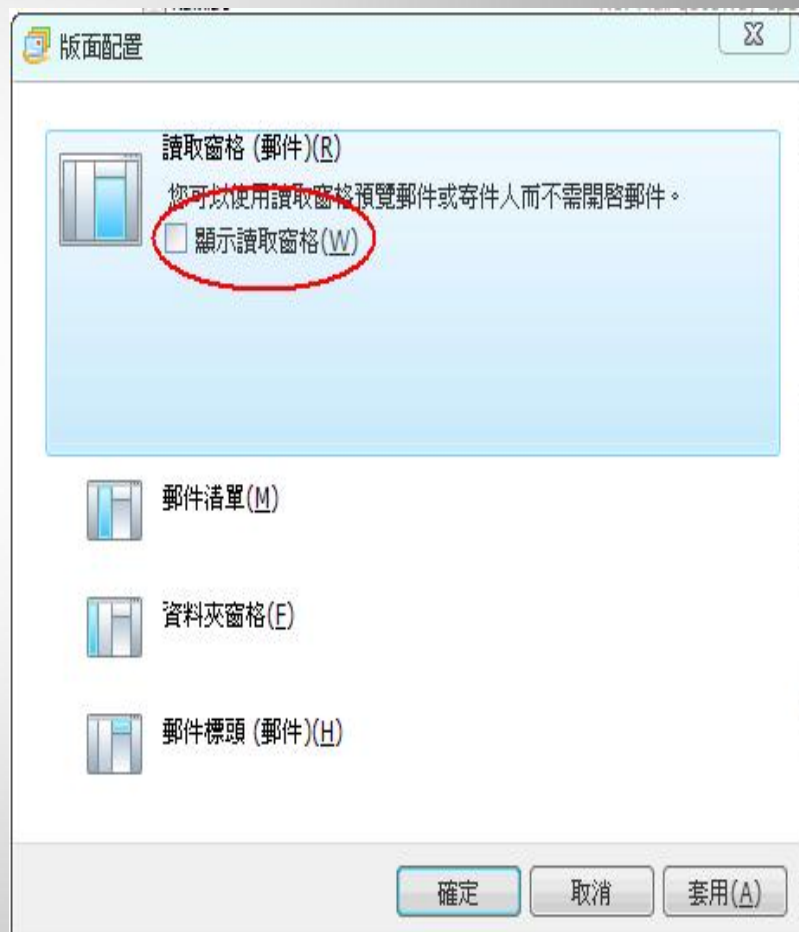 版面配置
讀取窗格 (郵件)(R)
您可以使用讀取窗格預覽郵件或寄件人而不需開啓郵件。
顯示讀取窗格(W)
郵件清單(M)
資料夾窗格(F)
郵件標頭 (郵件)(H)
確定
取消
套用(A)